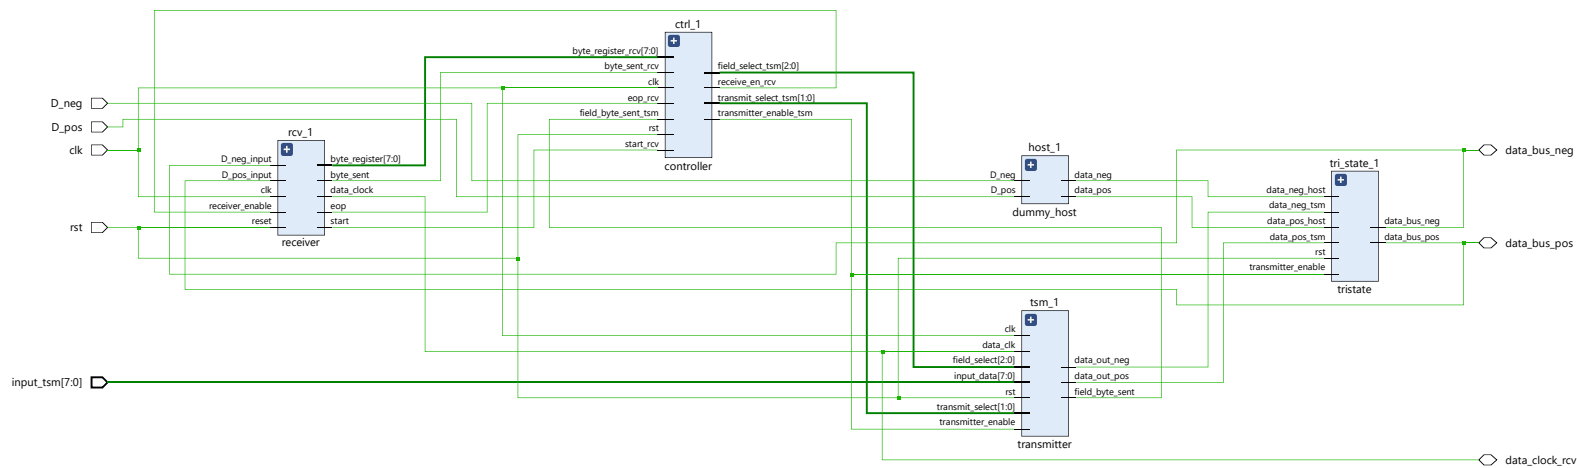 ctrl_1
byte_register_rcv[7:0]
byte_sent_rcv
clk
eop_rcv
field_byte_sent_tsm
rst
start_rcv
field_select_tsm[2:0]
receive_en_rcv
transmit_select_tsm[1:0]
transmitter_enable_tsm
controller
D_neg
D_pos
clk
rst
input_tsm[7:0]
rcv_1
D_neg_input
D_pos_input
clk
receiver_enable
reset
byte_register[7:0]
byte_sent
data_clock
eop
start
receiver
host_1
D_neg
D_pos
data_neg
data_pos
dummy_host
tri_state_1
data_neg_host
data_neg_tsm
data_pos_host
data_pos_tsm
rst
transmitter_enable
data_bus_neg
data_bus_pos
tristate
tsm_1
clk
data_clk
field_select[2:0]
input_data[7:0]
rst
transmit_select[1:0]
transmitter_enable
data_out_neg
data_out_pos
field_byte_sent
transmitter
data_bus_neg
data_bus_pos
data_clock_rcv